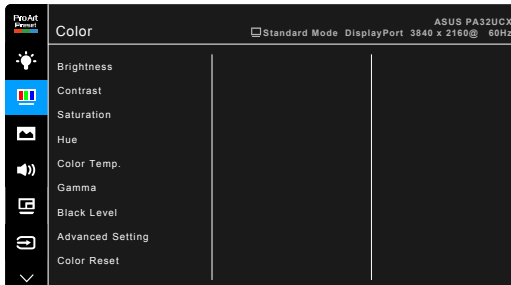 ProArt
Preset
Color
ASUS PA32UCX
Standard Mode DisplayPort 3840 x 2160@ 60Hz
Brightness
Contrast
Saturation
Hue
Color Temp.
Gamma
Black Level
Advanced Setting
Color Reset